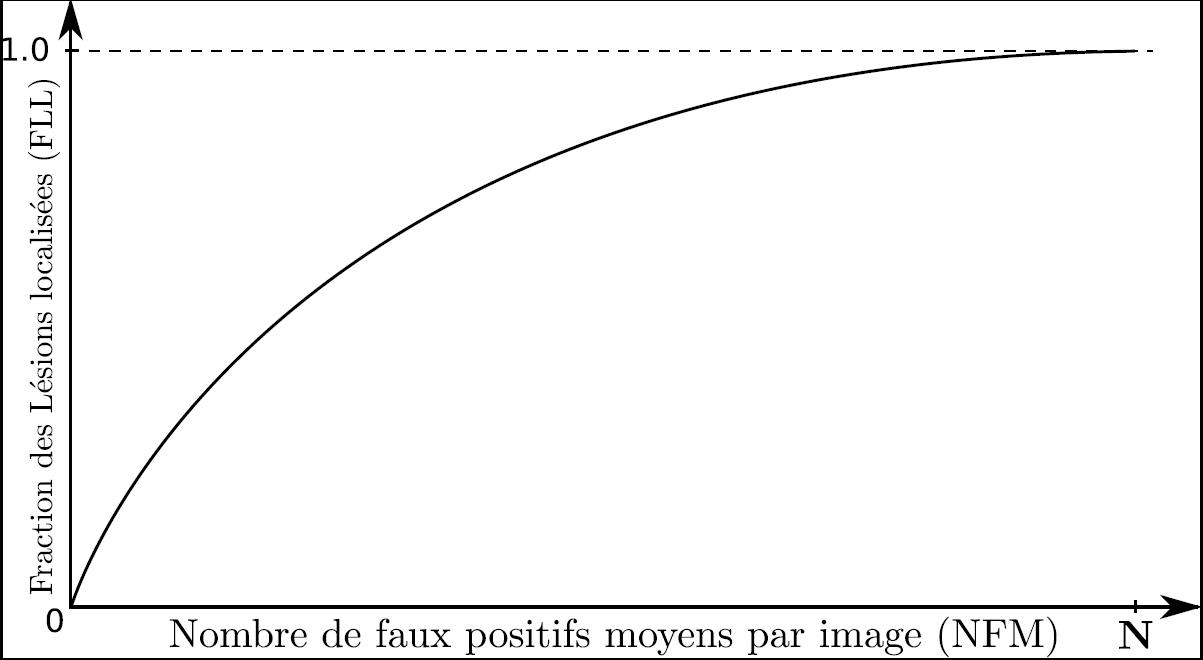 1.0
Fraction des Lésions localisées (FLL)
0
Nombre de faux positifs moyens par image (NFM)
N